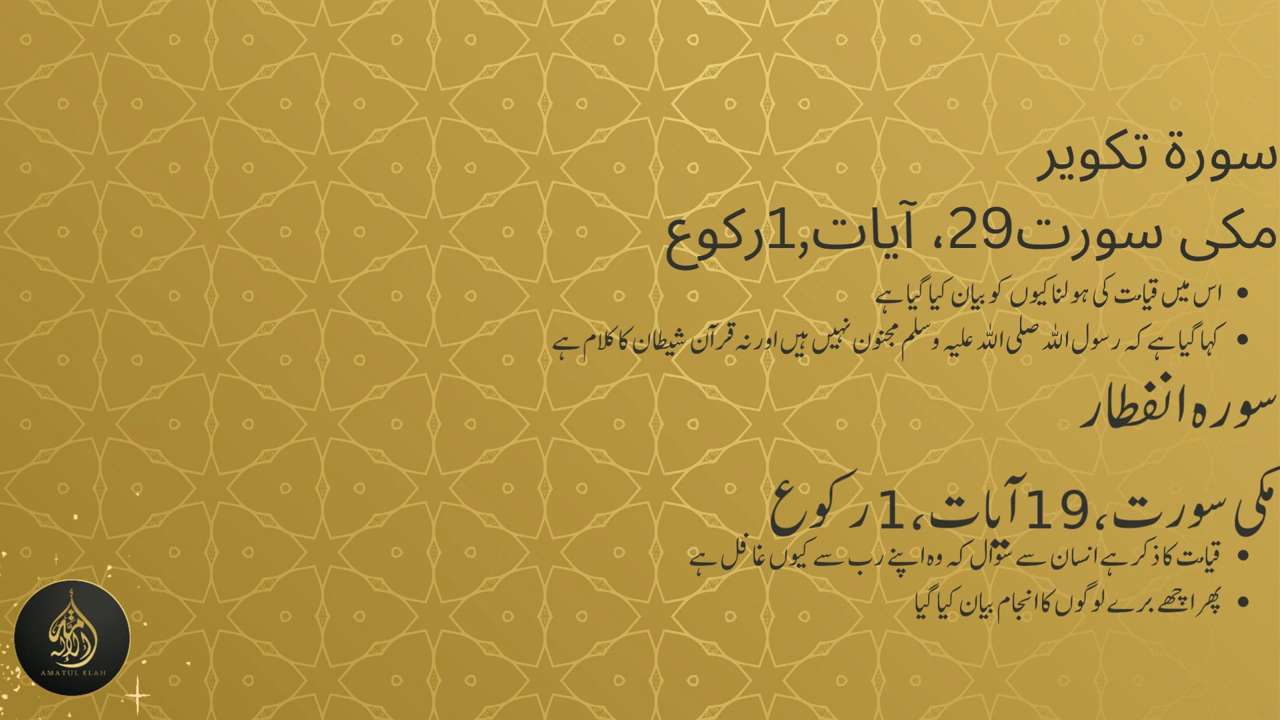 سورة تکویر
مکی سورت29، آیات,1رکوع
• اس میں قیامت کی ہولناکیوں کو بیان کیا گیا ہے
• کہا گیا ہے کہ رسول اللہ صلی اللہ علیہ وسلم مجنون نہیں ہیں اور نہ قرآن شیطان کا کلام ہے
سورہ انفطار
مکی سورت،19آیات،1رکوع
• قیامت کا ذکر ہے انسان سے سوال کہ وہ اپنے رب سے کیوں غافل ہے
• پھر اچھے برے لوگوں کا انجام بیان کیا گیا
AMATUL ELAH